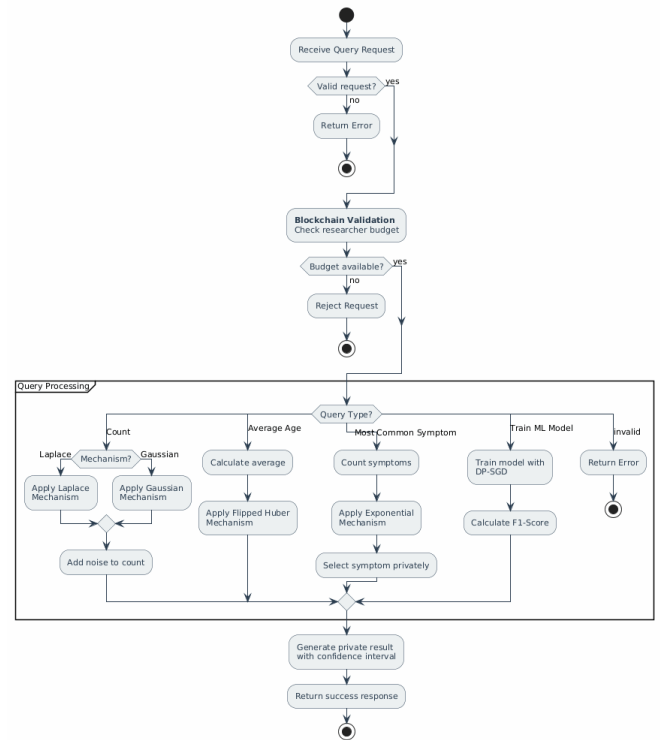 Receive Query Request
Valid request?
yes
no
Return Error
Blockchain Validation
Check researcher budget
Budget available?
yes
no
Reject Request
Query Processing
Query Type?
Count
Average Age
Most Common Symptom
Train ML Model
invalid
Laplace
Mechanism?
Gaussian
Apply Laplace
Mechanism
Apply Gaussian
Mechanism
Add noise to count
Calculate average
Apply Flipped Huber
Mechanism
Count symptoms
Apply Exponential
Mechanism
Select symptom privately
Train model with
DP-SGD
Calculate F1-Score
Return Error
Generate private result
with confidence interval
Return success response